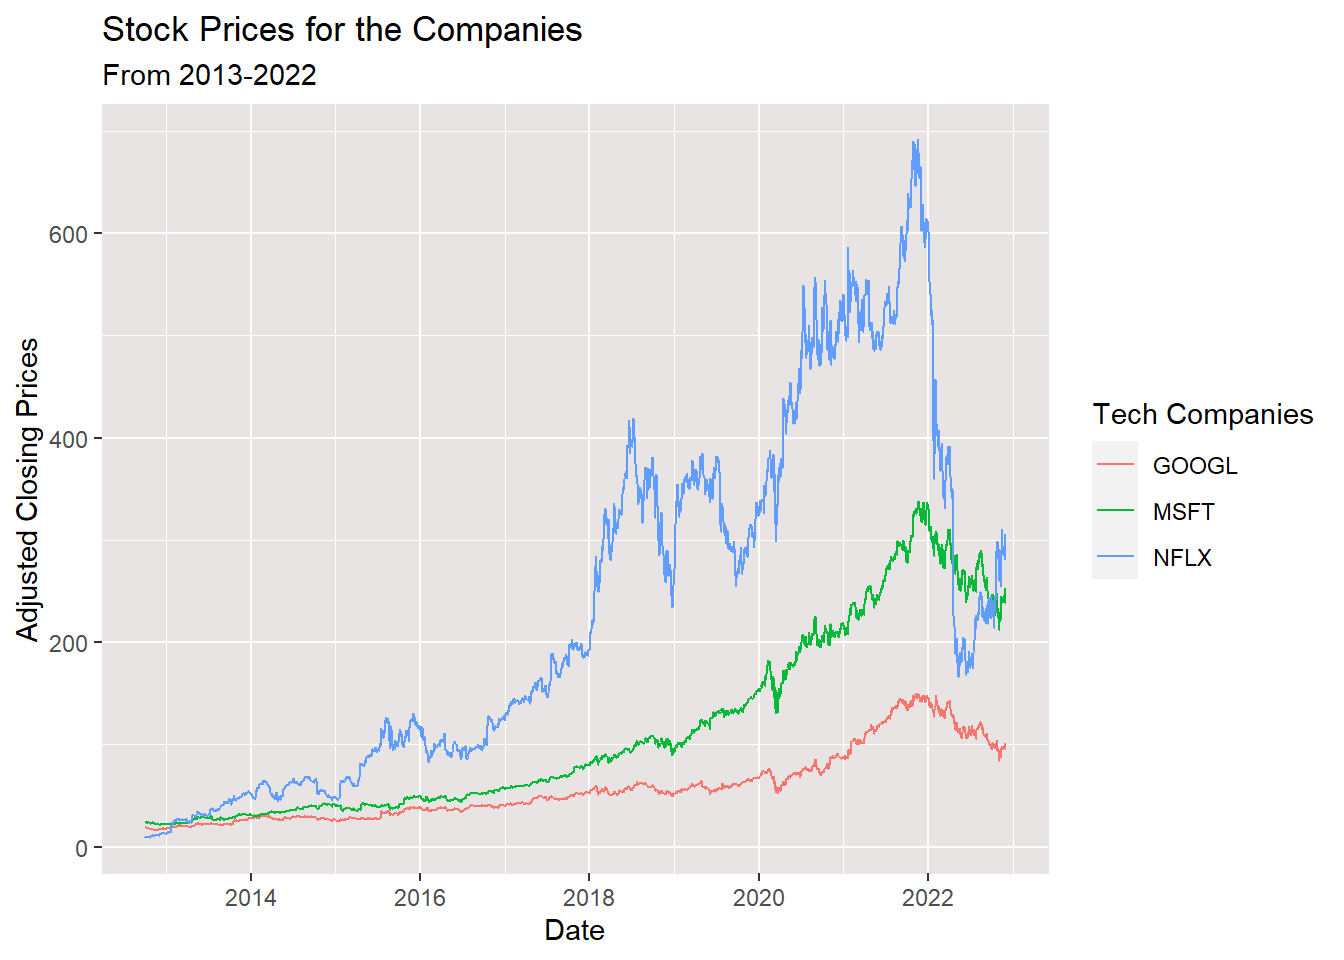 Stock Prices for the Companies
From 2013-2022
Adjusted Closing Prices
600
400
200
0
2014
2016
2018
2020
2022
Date
Tech Companies
GOOGL
MSFT
NFLX